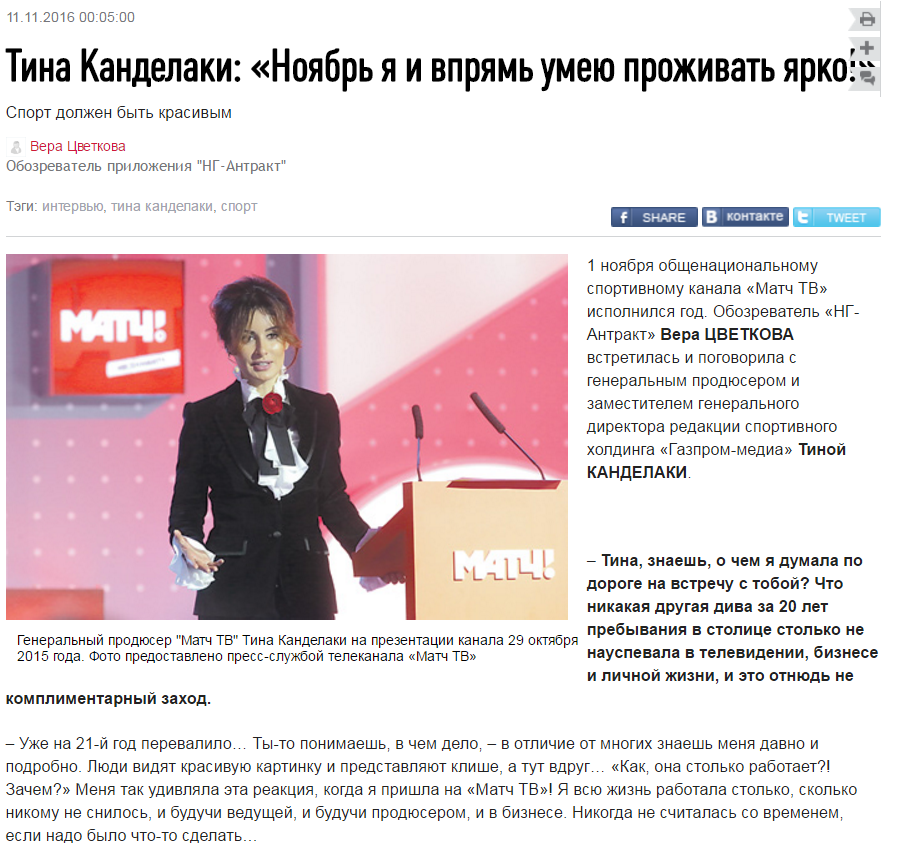 11.11.2016 00:05:00
Тина Канделаки: «Ноябрь я и впрямь умею проживать ярко!»
Спорт должен быть красивым
Вера Цветкова
Обозреватель приложения "НГ-Антракт"
Тэги: интервью, тина канделаки, спорт
f SHARE
В контакте
t TWEET
МАТЧ!
МАТЧ!
1 ноября общенациональному
спортивному канала «Матч ТВ»
исполнился год. Обозреватель «НГ-
Антракт» Вера ЦВЕТКОВА
встретилась и поговорила с
генеральным продюсером и
заместителем генерального
директора редакции спортивного
холдинга «Газпром-медиа» Тиной
КАНДЕЛАКИ.
Генеральный продюсер "Матч ТВ" Тина Канделаки на презентации канала 29 октября
2015 года. Фото предоставлено пресс-службой телеканала «Матч ТВ»
– Тина, знаешь, о чем я думала по
дороге на встречу с тобой? Что
никакая другая дива за 20 лет
пребывания в столице столько не
науспевала в телевидении, бизнесе
и личной жизни, и это отнюдь не
комплиментарный заход.
– Уже на 21-й год перевалило… Ты-то понимаешь, в чем дело, – в отличие от многих знаешь меня давно и
подробно. Люди видят красивую картинку и представляют клише, а тут вдруг… «Как, она столько работает?!
Зачем?» Меня так удивляла эта реакция, когда я пришла на «Матч ТВ»! Я всю жизнь работала столько, сколько
никому не снилось, и будучи ведущей, и будучи продюсером, и в бизнесе. Никогда не считалась со временем,
если надо было что-то сделать…